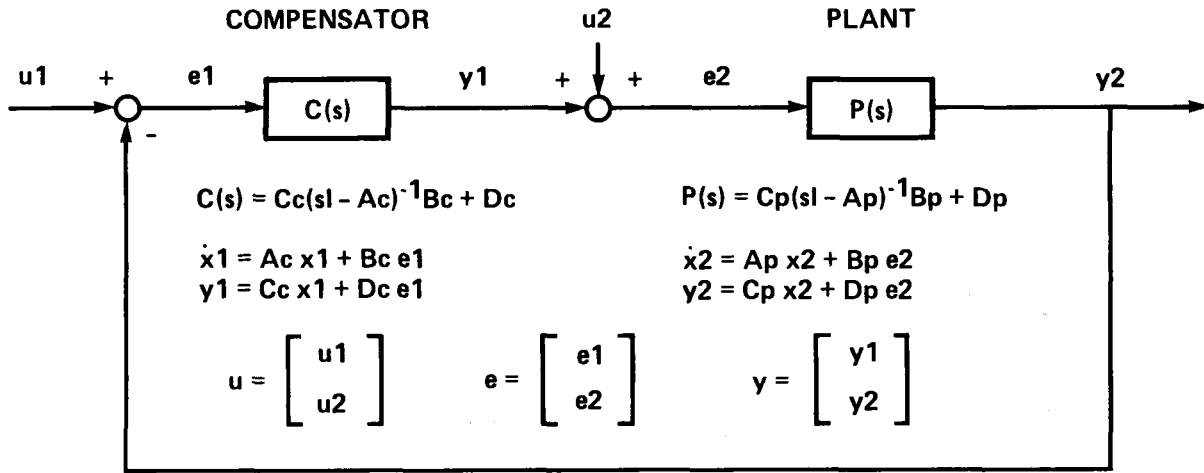 COMPENSATOR u2 PLANT
u1 + e1 y1 + + e2 y2
C(s) P(s)
-
C(s) = Cc(sI - Ac)⁻¹Bc + Dc P(s) = Cp(sI - Ap)⁻¹Bp + Dp
ẋ1 = Ac x1 + Bc e1 ẋ2 = Ap x2 + Bp e2
y1 = Cc x1 + Dc e1 y2 = Cp x2 + Dp e2
u1 e1 y1
u = e = y =
u2 e2 y2